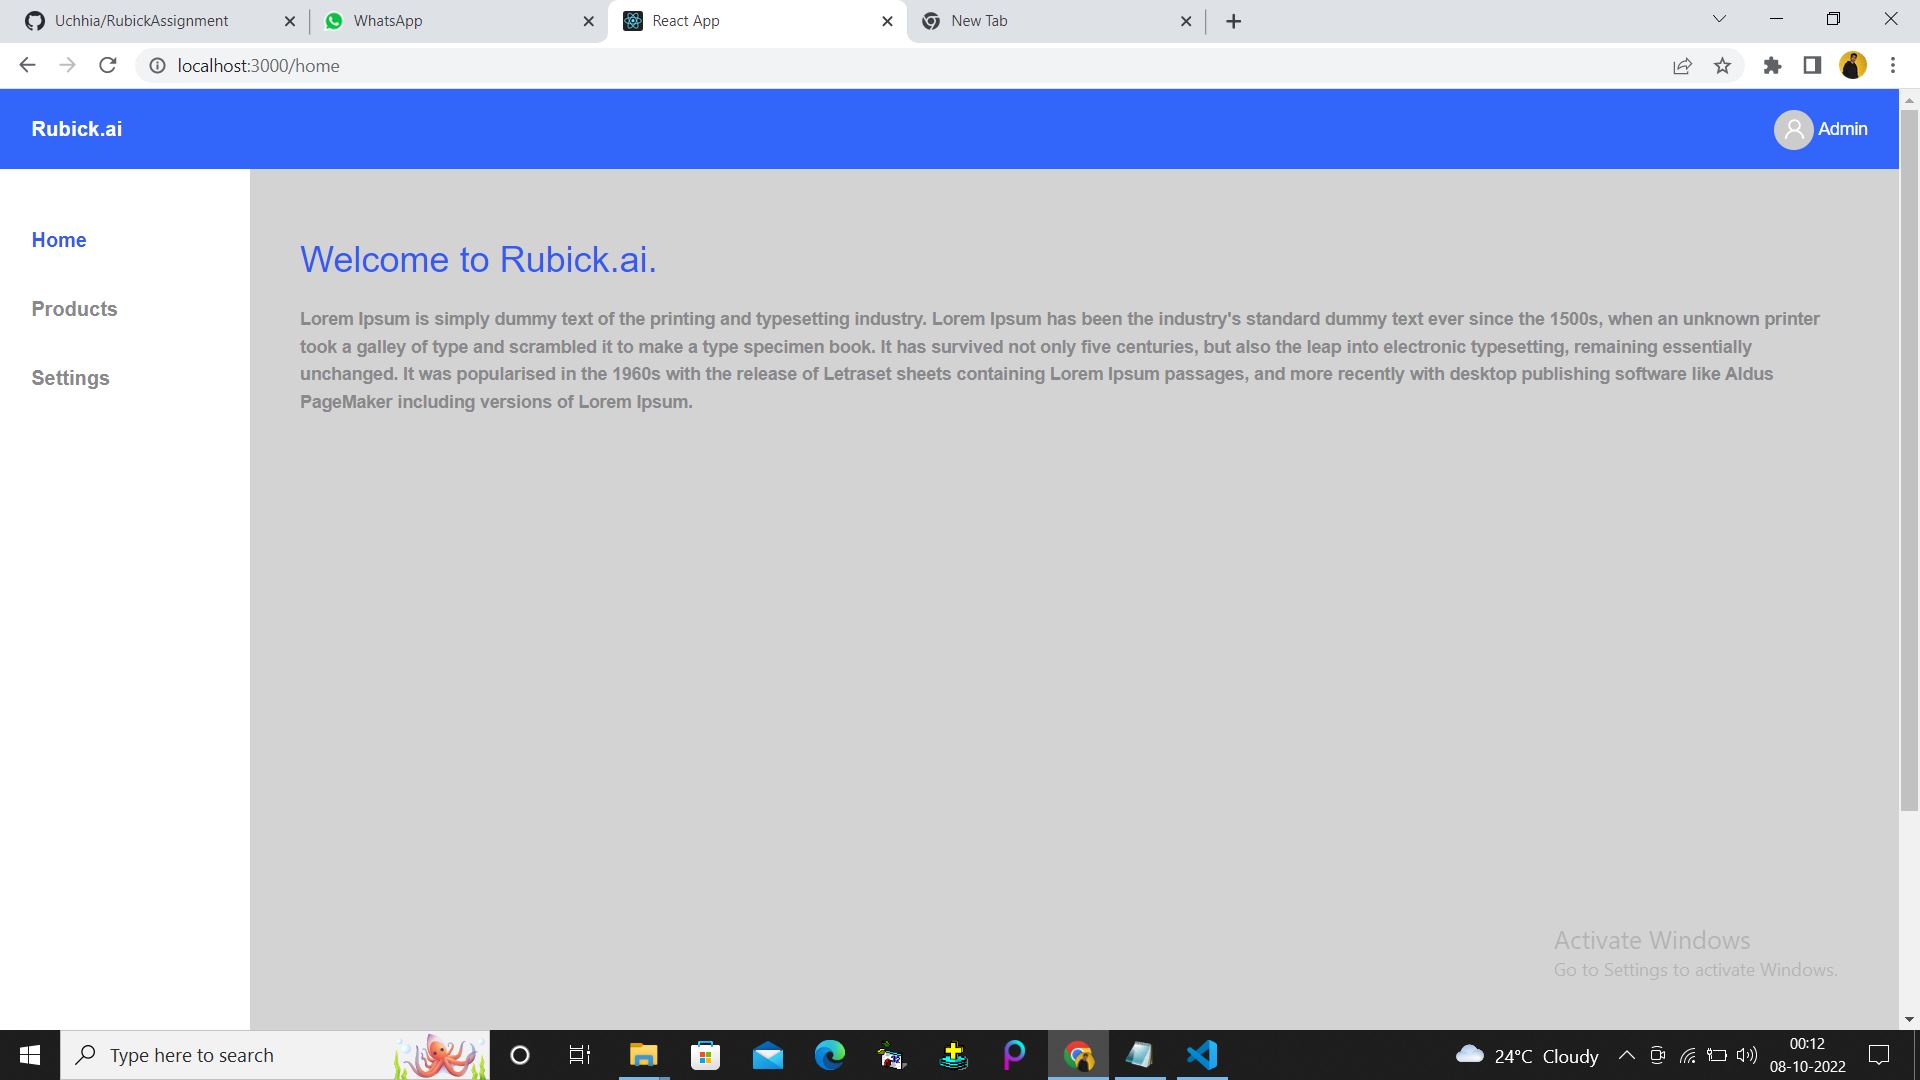 Uchhia/RubickAssignment
WhatsApp
React App
New Tab
localhost:3000/home
Rubick.ai
Admin
Home
Products
Settings
Welcome to Rubick.ai.
Lorem Ipsum is simply dummy text of the printing and typesetting industry. Lorem Ipsum has been the industry's standard dummy text ever since the 1500s, when an unknown printer
took a galley of type and scrambled it to make a type specimen book. It has survived not only five centuries, but also the leap into electronic typesetting, remaining essentially
unchanged. It was popularised in the 1960s with the release of Letraset sheets containing Lorem Ipsum passages, and more recently with desktop publishing software like Aldus
PageMaker including versions of Lorem Ipsum.
Activate Windows
Go to Settings to activate Windows.
Type here to search
24°C Cloudy
00:12
08-10-2022